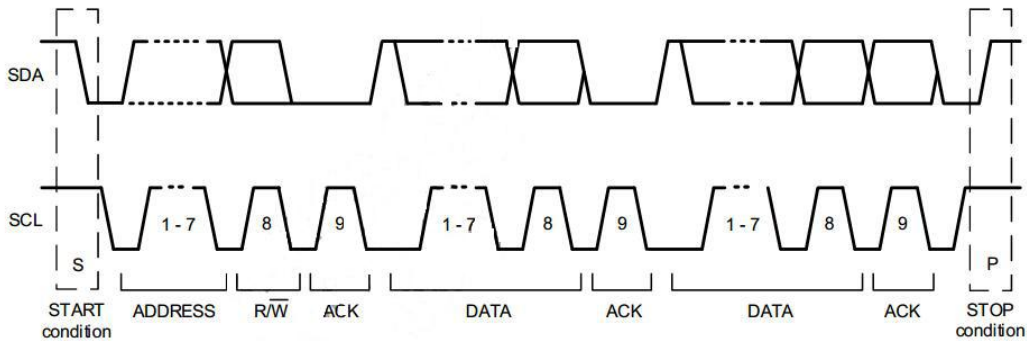 SDA
SCL
1 - 7
8
9
1 - 7
8
9
1 - 7
8
9
S
P
START condition
ADDRESS
R/W̅
ACK
DATA
ACK
DATA
ACK
STOP condition